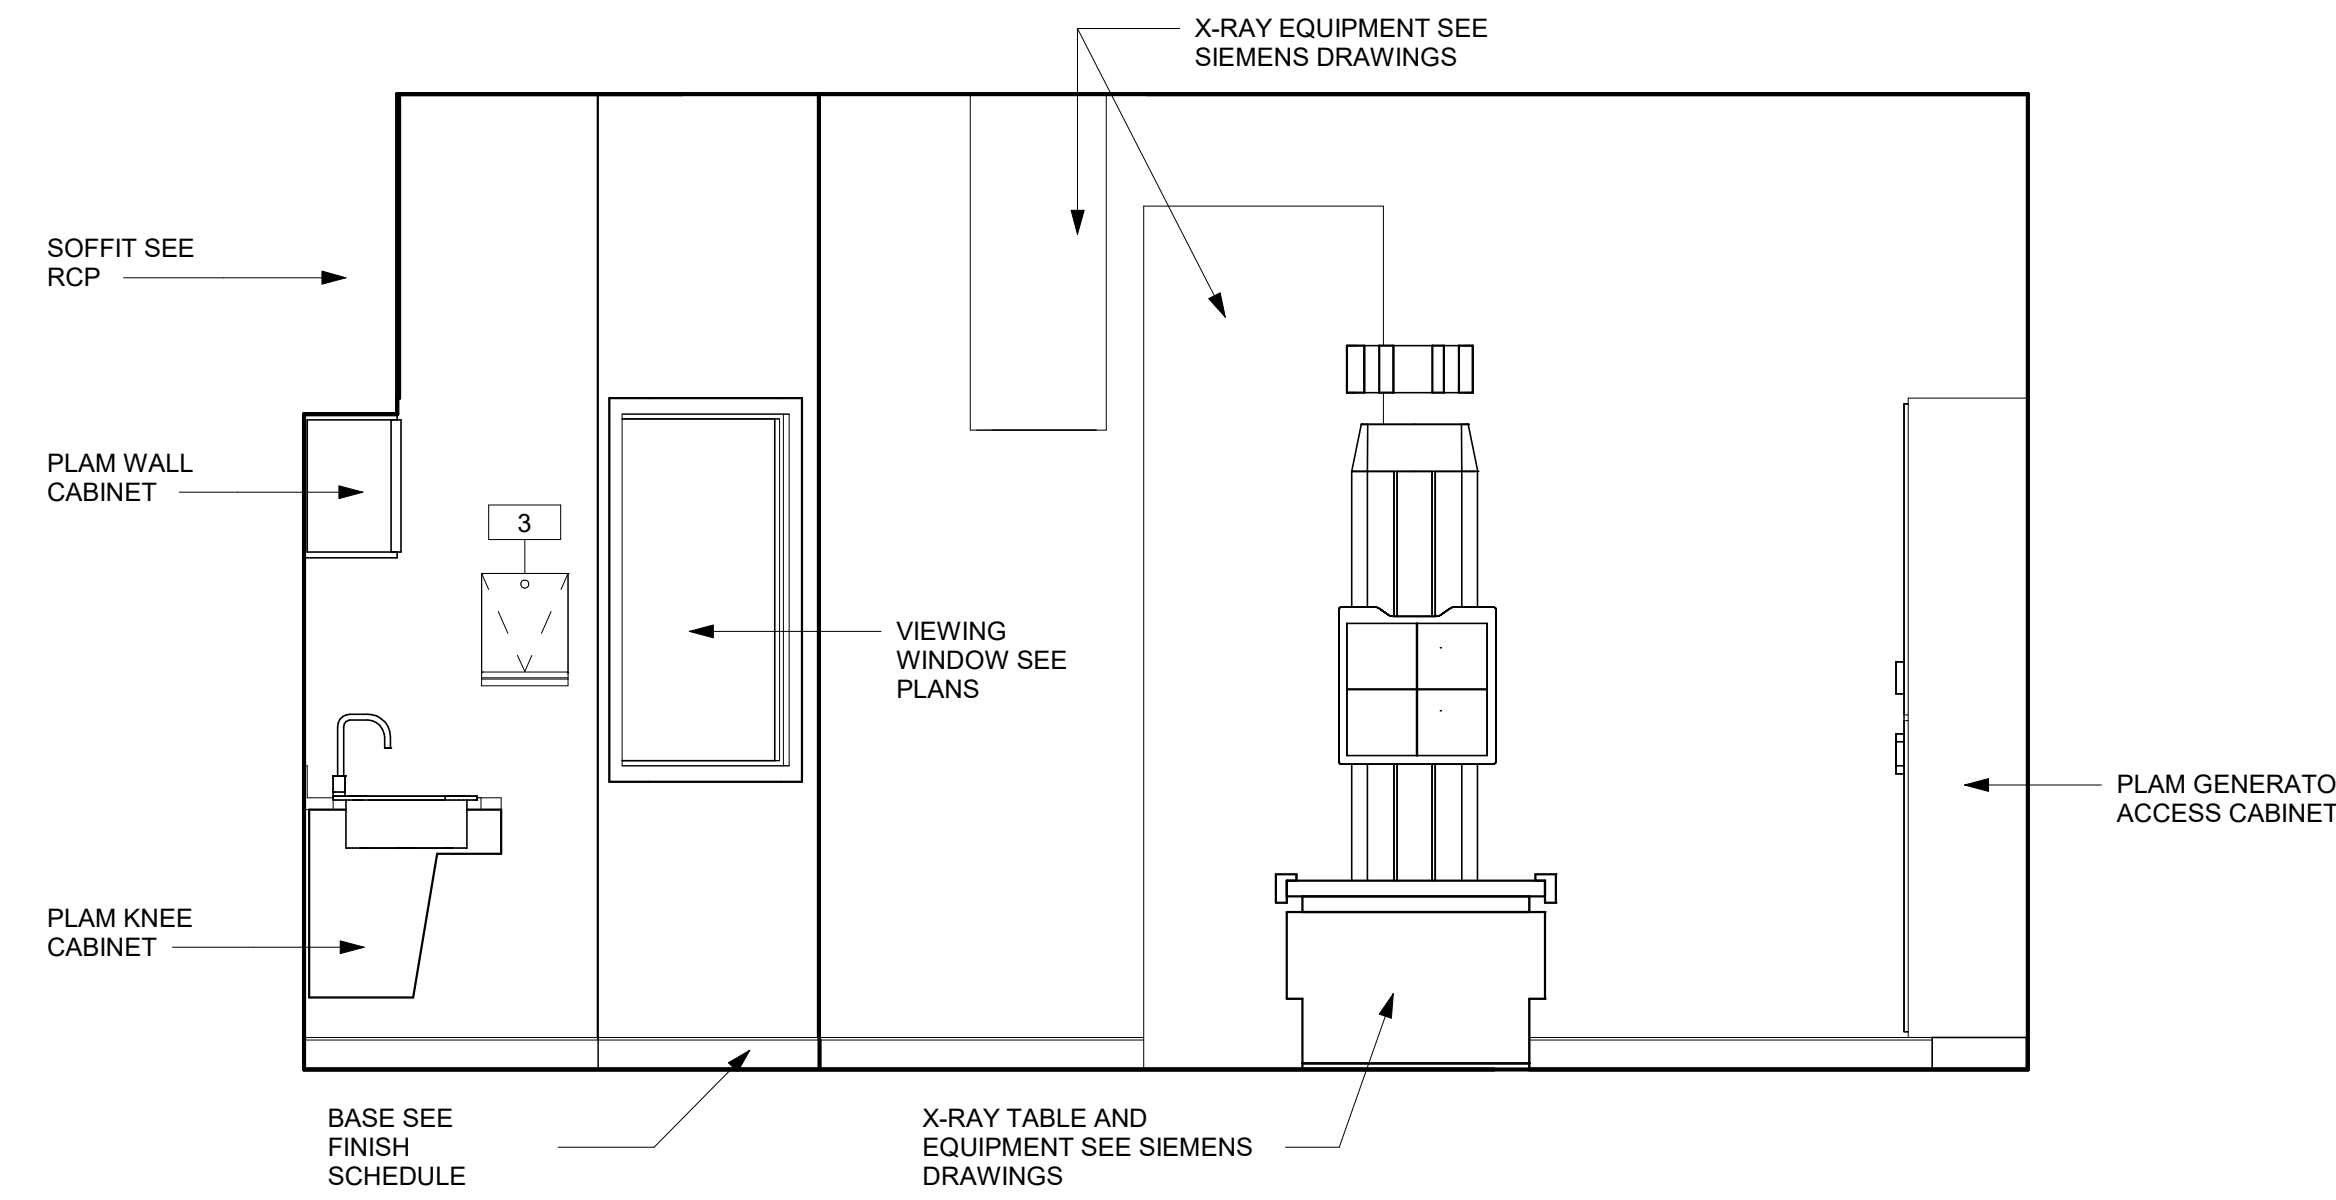 X-RAY EQUIPMENT SEE
SIEMENS DRAWINGS
SOFFIT SEE
RCP
PLAM WALL
CABINET
3
VIEWING
WINDOW SEE
PLANS
PLAM GENERATO
ACCESS CABINET
PLAM KNEE
CABINET
BASE SEE
FINISH
SCHEDULE
X-RAY TABLE AND
EQUIPMENT SEE SIEMENS
DRAWINGS